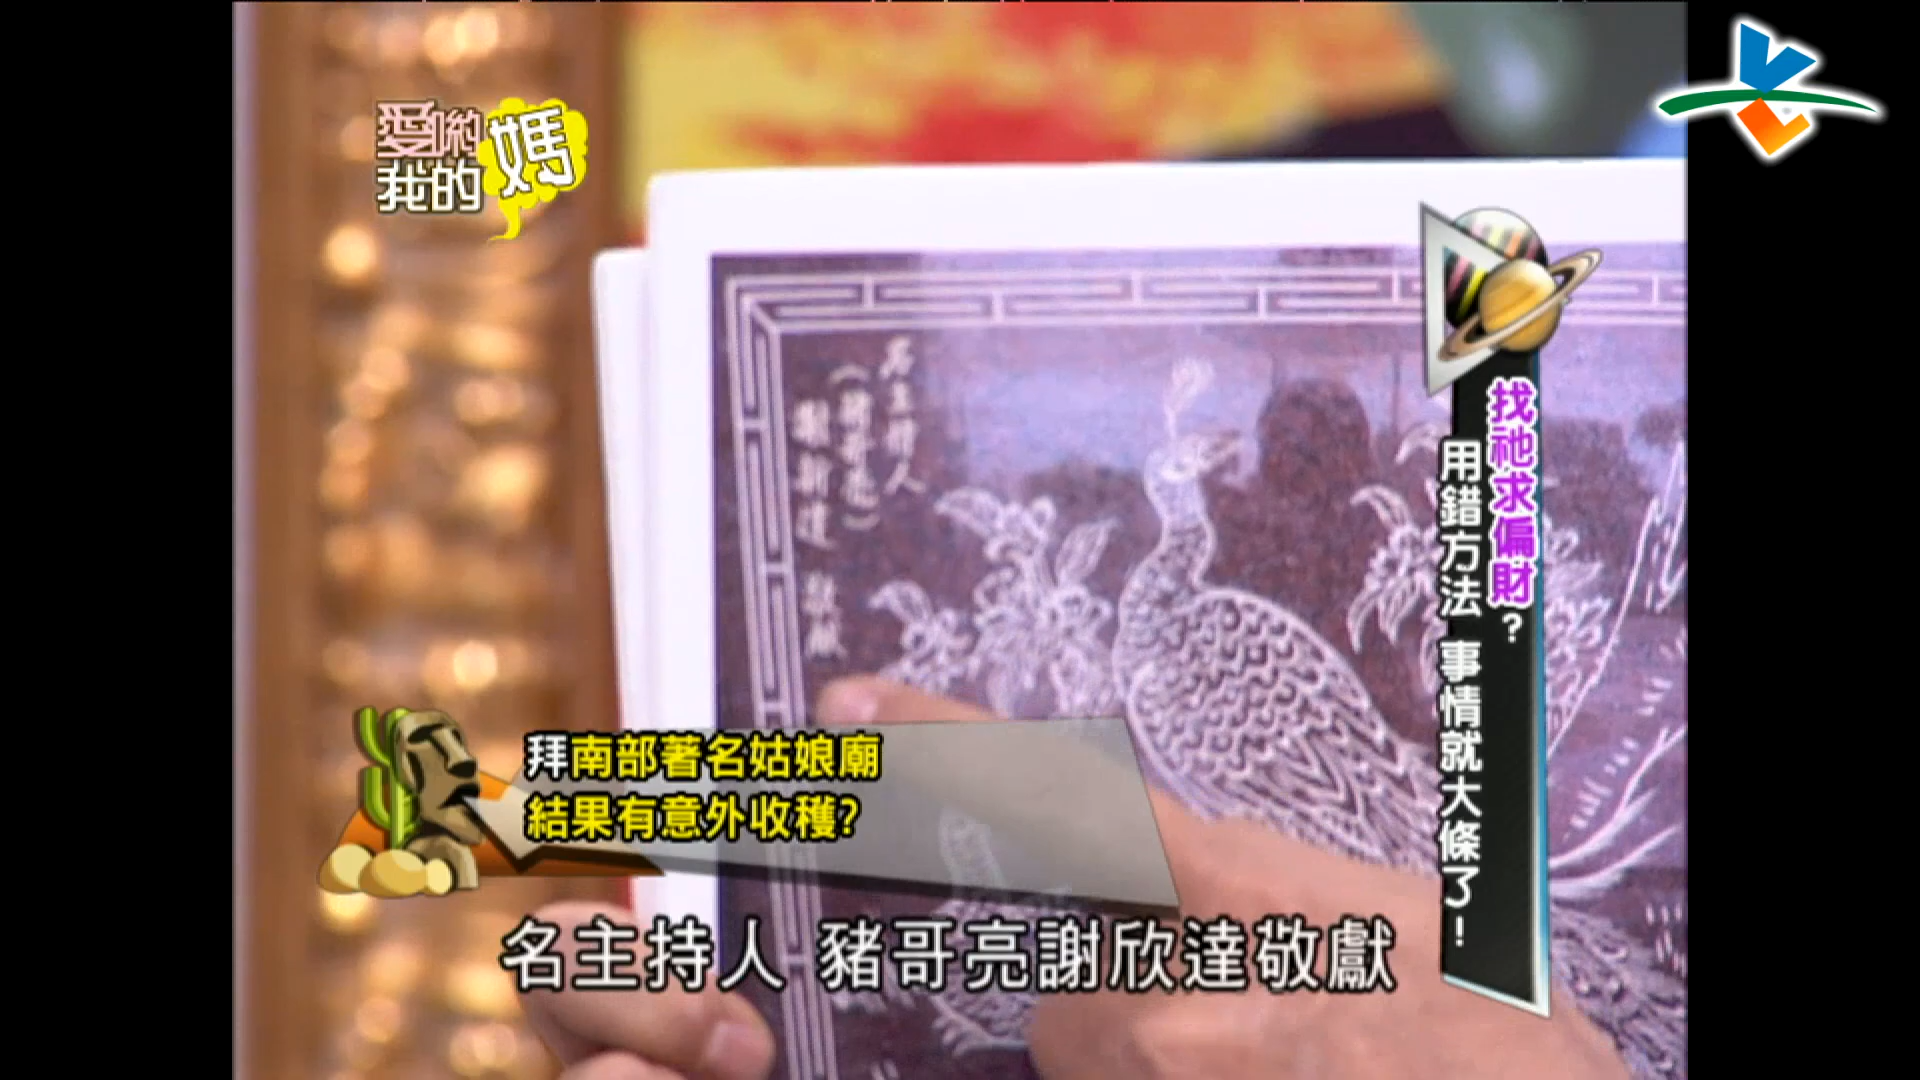 愛喲
我的媽
找祂求偏財?
用錯方法 事情就大條了!
名主持人
(豬哥亮)
謝新達 敬獻
拜南部著名姑娘廟
結果有意外收穫?
名主持人 豬哥亮謝欣達敬獻